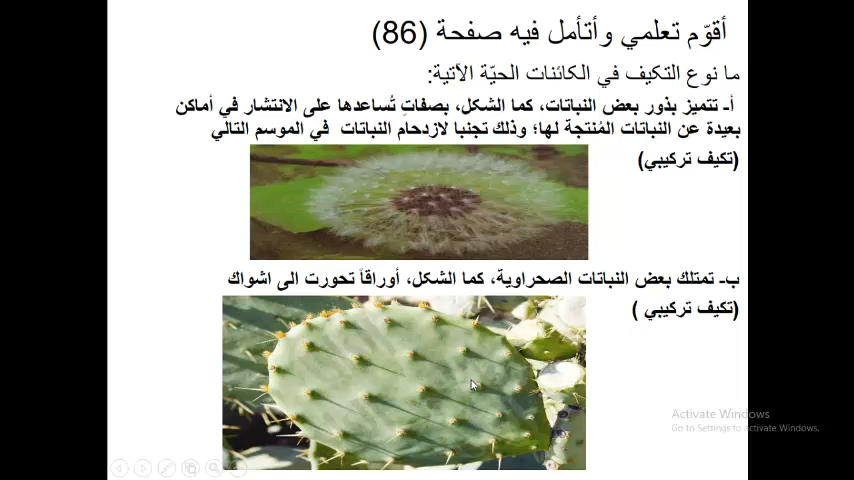 أقوّم تعلمي وأتأمل فيه صفحة (86)
ما نوع التكيف في الكائنات الحيّة الآتية:
أ- تتميز بذور بعض النباتات، كما الشكل، بصفاتٍ تُساعدها على الانتشار في أماكن
بعيدة عن النباتات المُنتجة لها؛ وذلك تجنبا لازدحام النباتات في الموسم التالي
(تكيف تركيبي)
ب- تمتلك بعض النباتات الصحراوية، كما الشكل، أوراقاً تحورت الى اشواك
(تكيف تركيبي )
Activate Windows
Go to Settings to activate Windows.